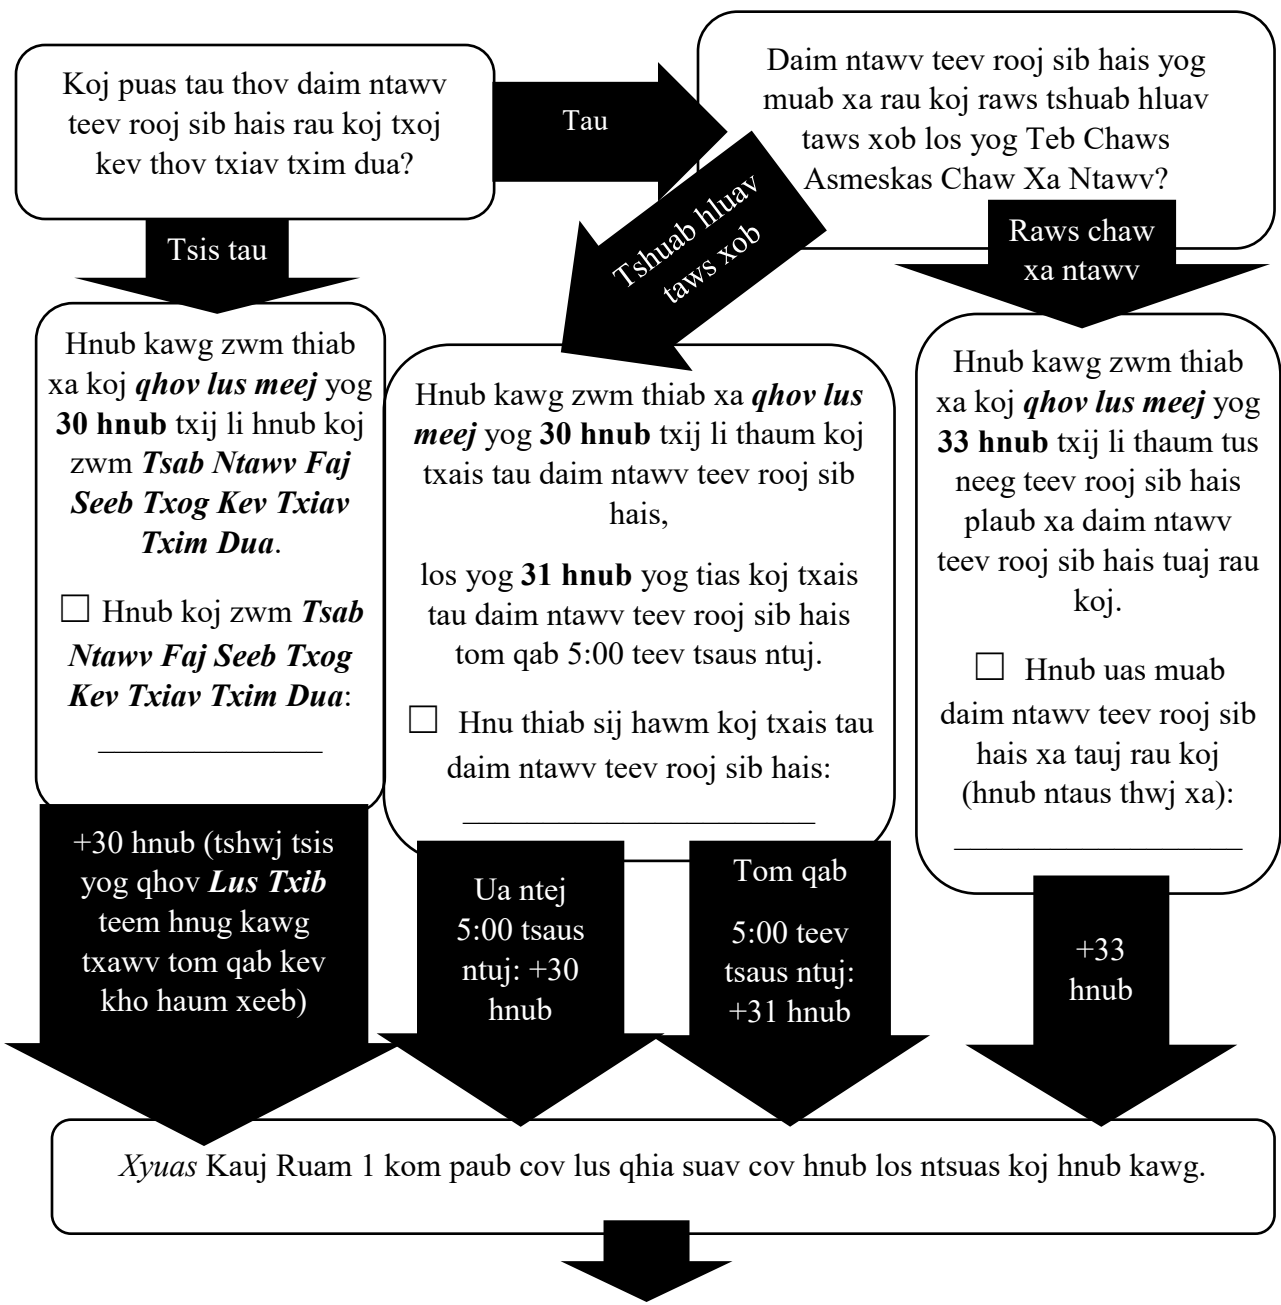 Koj puas tau thov daim ntawv
teev rooj sib hais rau koj txoj
kev thov txiav txim dua?
Tau
Daim ntawv teev rooj sib hais yog
muab xa rau koj raws tshuab hluav
taws xob los yog Teb Chaws
Asmeskas Chaw Xa Ntawv?
Tsis tau
Tshuab hluav
taws xob
Raws chaw
xa ntawv
Hnub kawg zwm thiab
xa koj qhov lus meej yog
30 hnub txij li hnub koj
zwm Tsab Ntawv Faj
Seeb Txog Kev Txiav
Txim Dua.
☐ Hnub koj zwm Tsab
Ntawv Faj Seeb Txog
Kev Txiav Txim Dua:
Hnub kawg zwm thiab xa qhov lus
meej yog 30 hnub txij li thaum koj
txais tau daim ntawv teev rooj sib
hais,
los yog 31 hnub yog tias koj txais
tau daim ntawv teev rooj sib hais
tom qab 5:00 teev tsaus ntuj.
☐ Hnu thiab sij hawm koj txais tau
daim ntawv teev rooj sib hais:
Hnub kawg zwm thiab
xa koj qhov lus meej yog
33 hnub txij li thaum tus
neeg teev rooj sib hais
plaub xa daim ntawv
teev rooj sib hais tuaj rau
koj.
☐ Hnub uas muab
daim ntawv teev rooj sib
hais xa tauj rau koj
(hnub ntaus thwj xa):
+30 hnub (tshwj tsis
yog qhov Lus Txib
teem hnug kawg
txawv tom qab kev
kho haum xeeb)
Ua ntej
5:00 tsaus
ntuj: +30
hnub
Tom qab
5:00 teev
tsaus ntuj:
+31 hnub
+33
hnub
Xyuas Kauj Ruam 1 kom paub cov lus qhia suav cov hnub los ntsuas koj hnub kawg.